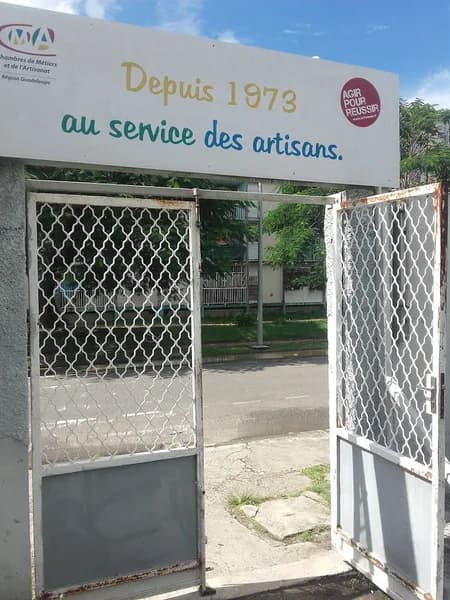 CMA
Chambres de Métiers
et de l'Artisanat
Région Guadeloupe
Depuis 1973
au service des artisans.
AGIR
POUR
RÉUSSIR